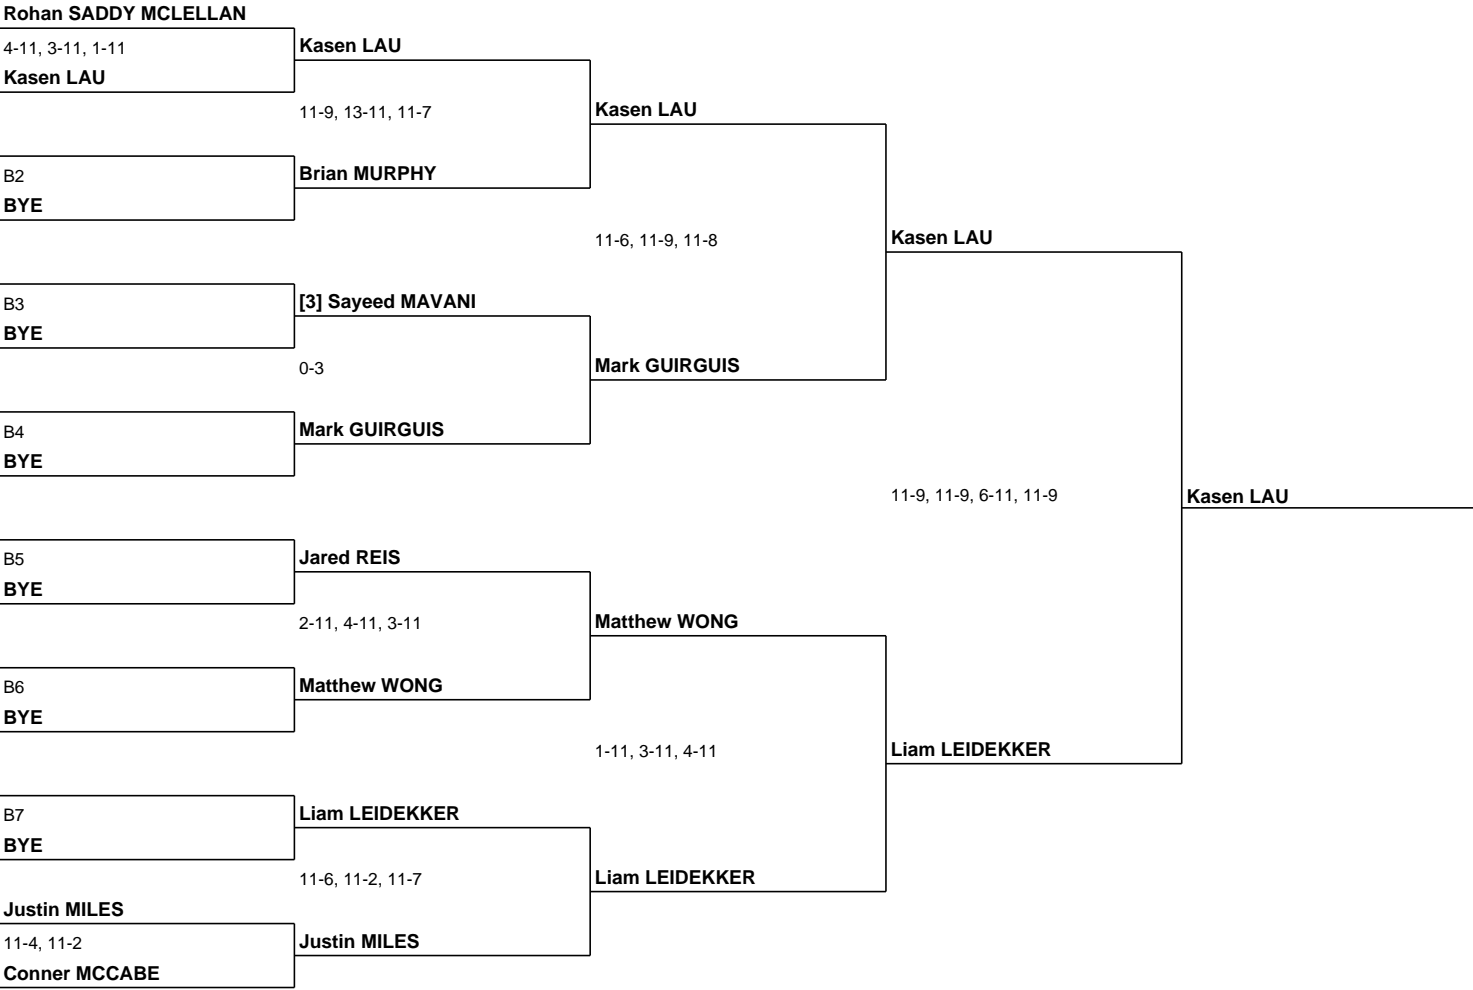 Rohan SADDY MCLELLAN
4-11, 3-11, 1-11
Kasen LAU
B2
BYE
B3
BYE
B4
BYE
B5
BYE
B6
BYE
B7
BYE
Justin MILES
11-4, 11-2
Conner MCCABE
Kasen LAU
11-9, 13-11, 11-7
Brian MURPHY
[3] Sayeed MAVANI
0-3
Mark GUIRGUIS
Jared REIS
2-11, 4-11, 3-11
Matthew WONG
Liam LEIDEKKER
11-6, 11-2, 11-7
Justin MILES
Kasen LAU
11-6, 11-9, 11-8
Mark GUIRGUIS
Matthew WONG
1-11, 3-11, 4-11
Liam LEIDEKKER
Kasen LAU
11-9, 11-9, 6-11, 11-9
Liam LEIDEKKER
Kasen LAU